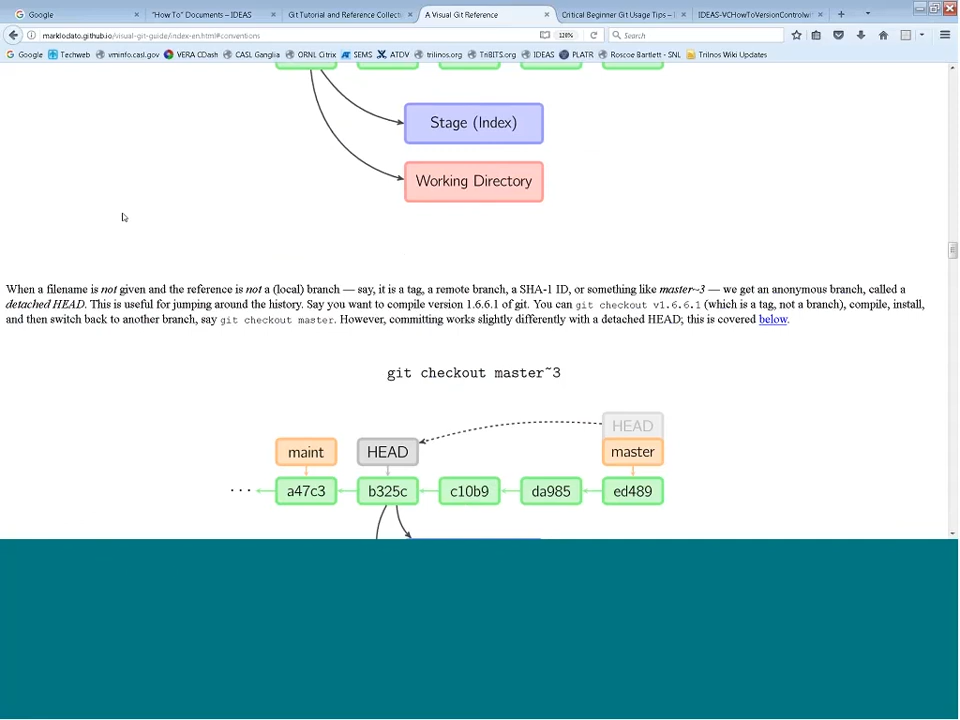 Google
"How To" Documents – IDEAS
Git Tutorial and Reference Collect
A Visual Git Reference
Critical Beginner Git Usage Tips – I
IDEAS-VCHowToVersionControlw
marklodato.github.io/visual-git-guide/index-en.html#conventions
120%
Search
Google
Techweb
vminfo.casl.gov
VERA CDash
CASL Ganglia
ORNL Gitrix
SEMS
ATDV
trilinos.org
TriBITS.org
IDEAS
PLATR
Roscoe Bartlett - SNL
Trilnos Wiki Updates
Stage (Index)
Working Directory
When a filename is not given and the reference is not a (local) branch — say, it is a tag, a remote branch, a SHA-1 ID, or something like master~3 — we get an anonymous branch, called a
detached HEAD. This is useful for jumping around the history. Say you want to compile version 1.6.6.1 of git. You can git checkout v1.6.6.1 (which is a tag, not a branch), compile, install,
and then switch back to another branch, say git checkout master. However, committing works slightly differently with a detached HEAD; this is covered below.
git checkout master~3
HEAD
maint
HEAD
master
...
a47c3
b325c
c10b9
da985
ed489